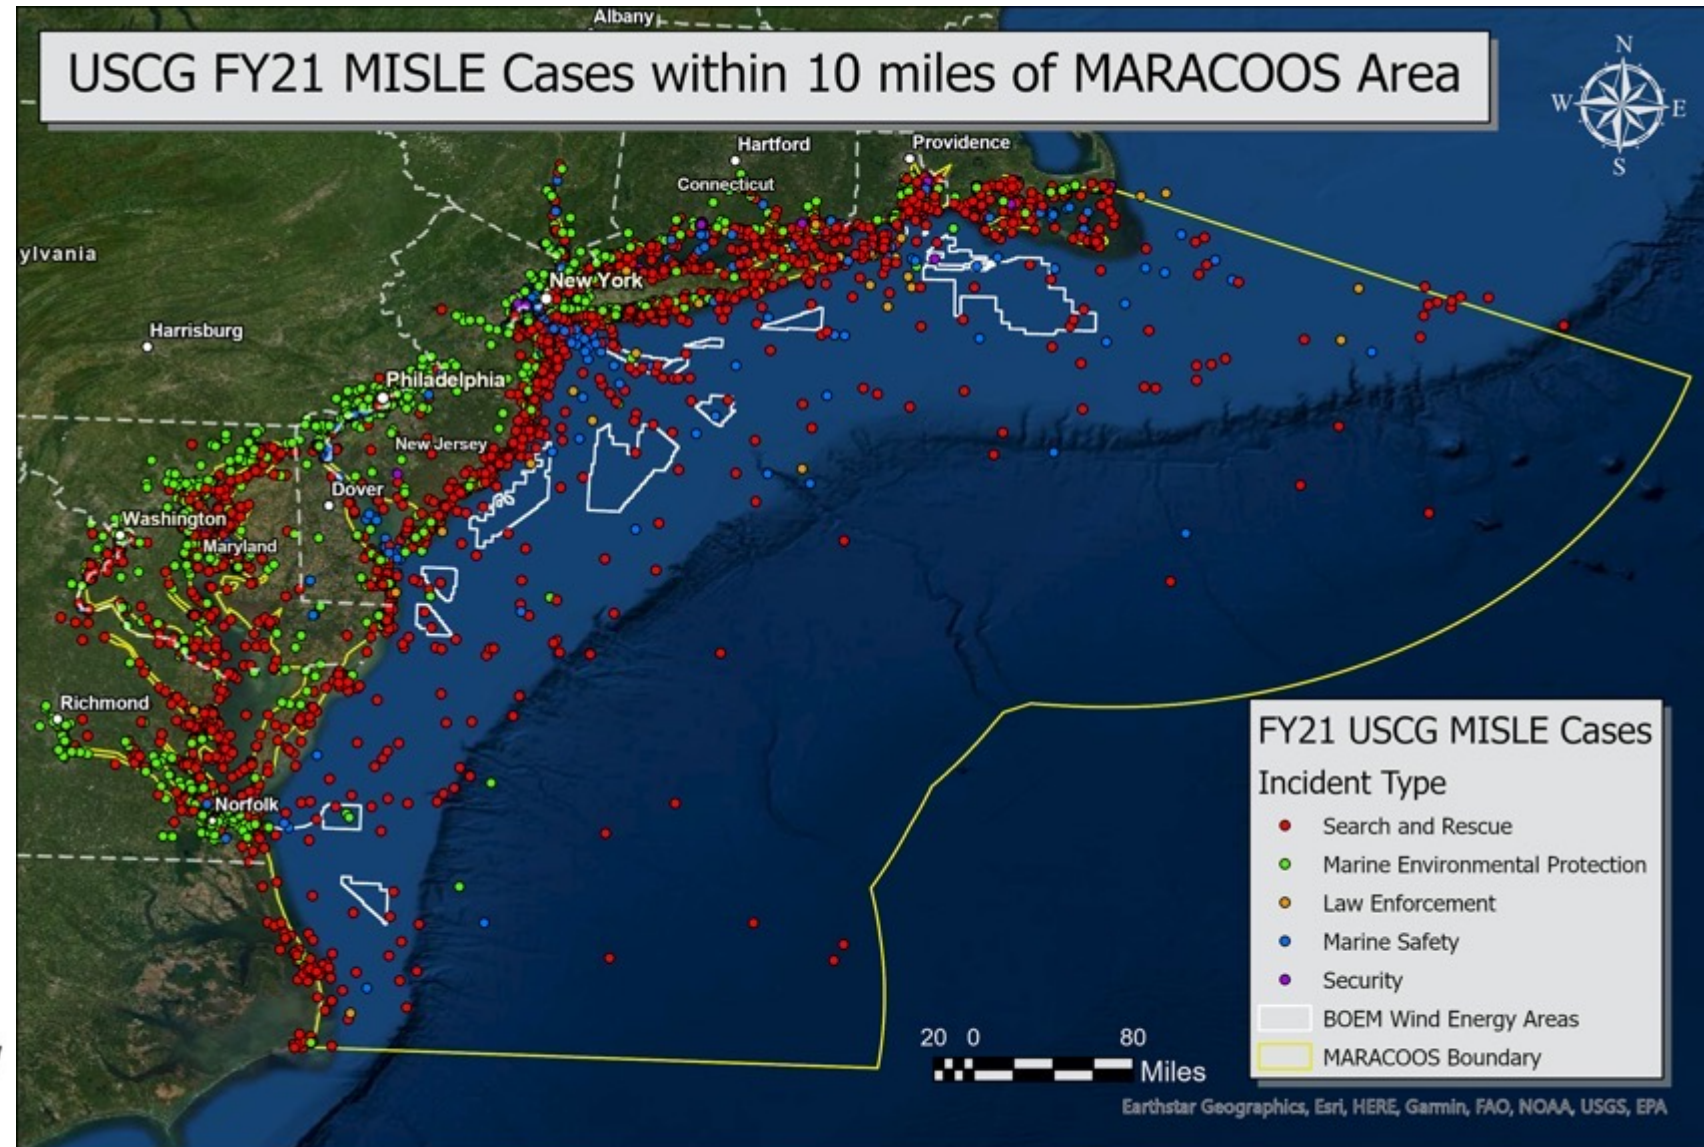 Albany
USCG FY21 MISLE Cases within 10 miles of MARACOOS Area
N
W E
S
Hartford
Providence
Connecticut
ylvania
New York
Harrisburg
Philadelphia
New Jersey
Dover
Washington
Maryland
Richmond
Norfolk
FY21 USCG MISLE Cases
Incident Type
Search and Rescue
Marine Environmental Protection
Law Enforcement
Marine Safety
Security
BOEM Wind Energy Areas
MARACOOS Boundary
20 0 80
Miles
Earthstar Geographics, Esri, HERE, Garmin, FAO, NOAA, USGS, EPA